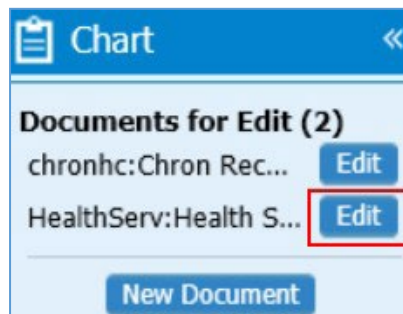 Chart «
Documents for Edit (2)
chronhc:Chron Rec... Edit
HealthServ:Health S... Edit
New Document